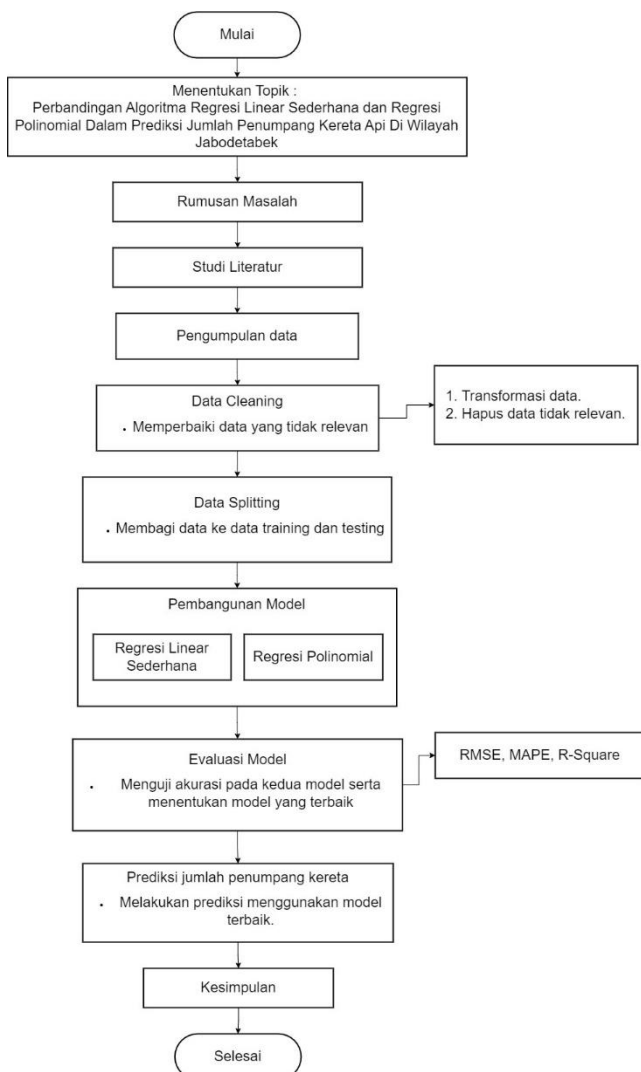 Mulai
Menentukan Topik :
Perbandingan Algoritma Regresi Linear Sederhana dan Regresi
Polinomial Dalam Prediksi Jumlah Penumpang Kereta Api Di Wilayah
Jabodetabek
Rumusan Masalah
Studi Literatur
Pengumpulan data
Data Cleaning
• Memperbaiki data yang tidak relevan
1. Transformasi data.
2. Hapus data tidak relevan.
Data Splitting
• Membagi data ke data training dan testing
Pembangunan Model
Regresi Linear
Sederhana
Regresi Polinomial
Evaluasi Model
• Menguji akurasi pada kedua model serta
menentukan model yang terbaik
RMSE, MAPE, R-Square
Prediksi jumlah penumpang kereta
• Melakukan prediksi menggunakan model
terbaik.
Kesimpulan
Selesai